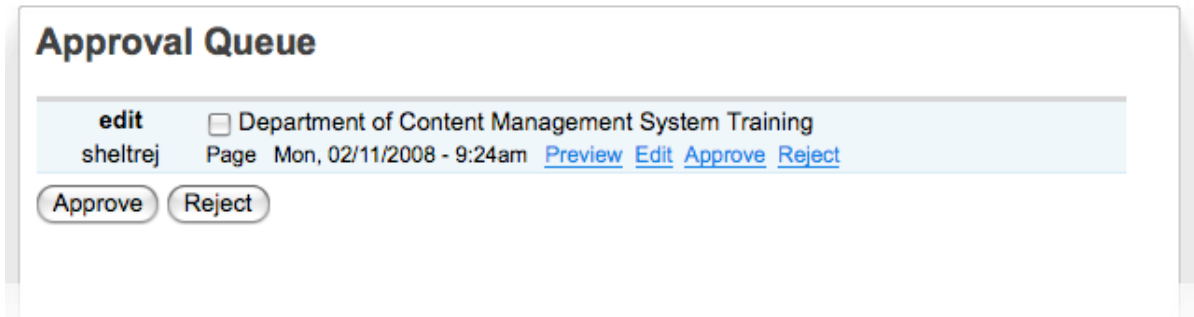 Approval Queue
edit Department of Content Management System Training
sheltrej Page Mon, 02/11/2008 - 9:24am Preview Edit Approve Reject
Approve Reject